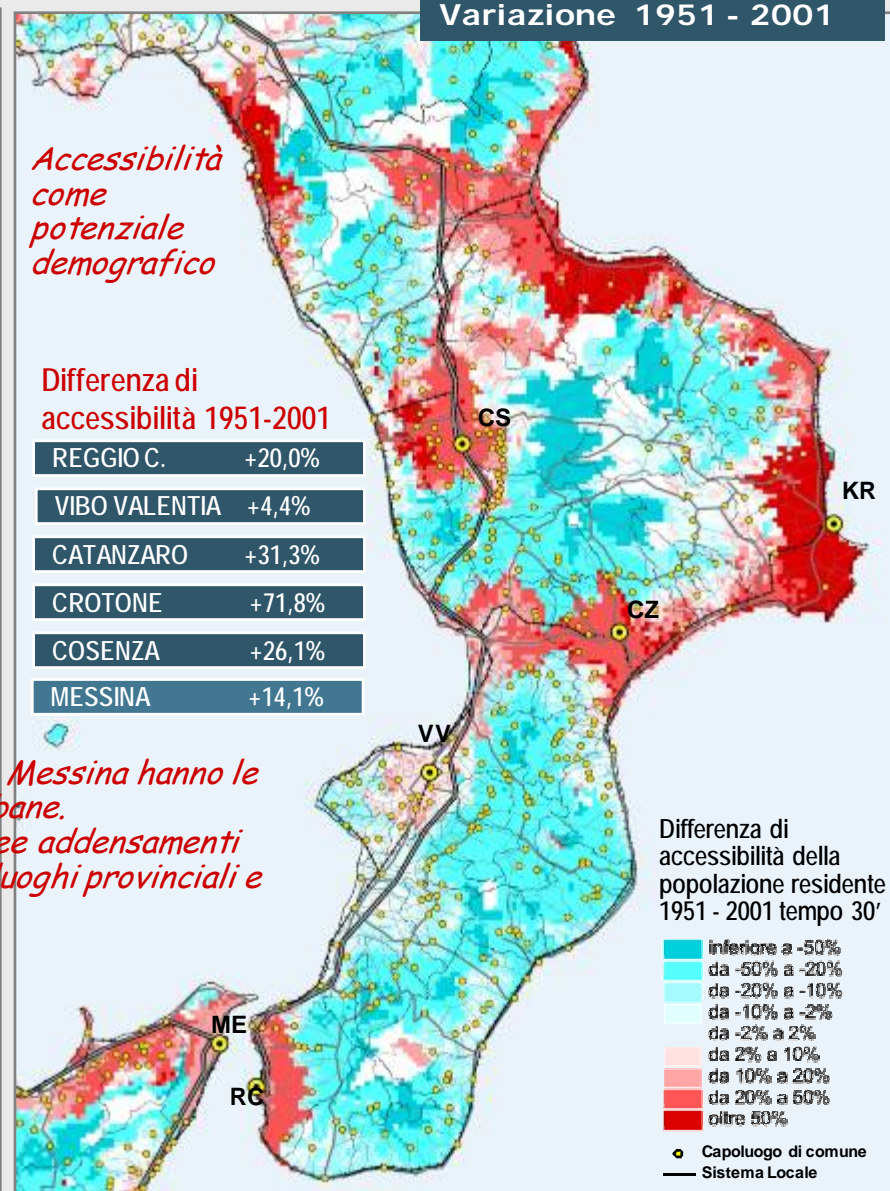 Variazione 1951 - 2001
Accessibilità
come
potenziale
demografico
Differenza di
accessibilità 1951-2001
REGGIO C. +20,0%
VIBO VALENTIA +4,4%
CATANZARO +31,3%
CROTONE +71,8%
COSENZA +26,1%
MESSINA +14,1%
CS
KR
CZ
VV
Messina hanno le
bane.
ee addensamenti
luoghi provinciali e
ME
RC
Differenza di
accessibilità della
popolazione residente
1951 - 2001 tempo 30'
inferiore a -50%
da -50% a -20%
da -20% a -10%
da -10% a -2%
da -2% a 2%
da 2% a 10%
da 10% a 20%
da 20% a 50%
oltre 50%
Capoluogo di comune
Sistema Locale